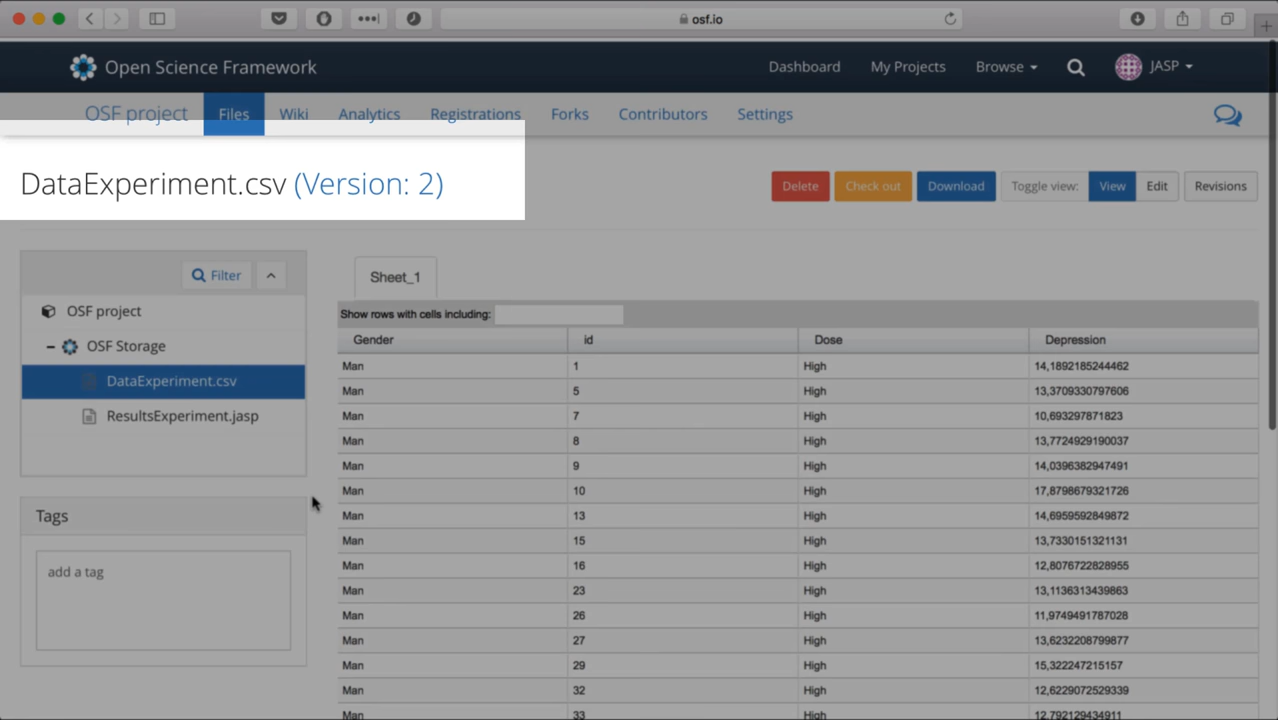 osf.io
Open Science Framework
Dashboard My Projects Browse JASP
OSF project Files Wiki Analytics Registrations Forks Contributors Settings
DataExperiment.csv (Version: 2)
Delete Check out Download Toggle view: View Edit Revisions
Filter
OSF project
OSF Storage
DataExperiment.csv
ResultsExperiment.jasp
Tags
add a tag
Sheet_1
Show rows with cells including:
Gender id Dose Depression
Man 1 High 14,1892185244462
Man 5 High 13,3709330797606
Man 7 High 10,693297871823
Man 8 High 13,7724929190037
Man 9 High 14,0396382947491
Man 10 High 17,8798679321726
Man 13 High 14,6959592849872
Man 15 High 13,7330151321131
Man 16 High 12,8076722828955
Man 23 High 13,1136313439863
Man 26 High 11,9749491787028
Man 27 High 13,6232208799877
Man 29 High 15,322247215157
Man 32 High 12,6229072529339
Man 33 High 12,792129434911